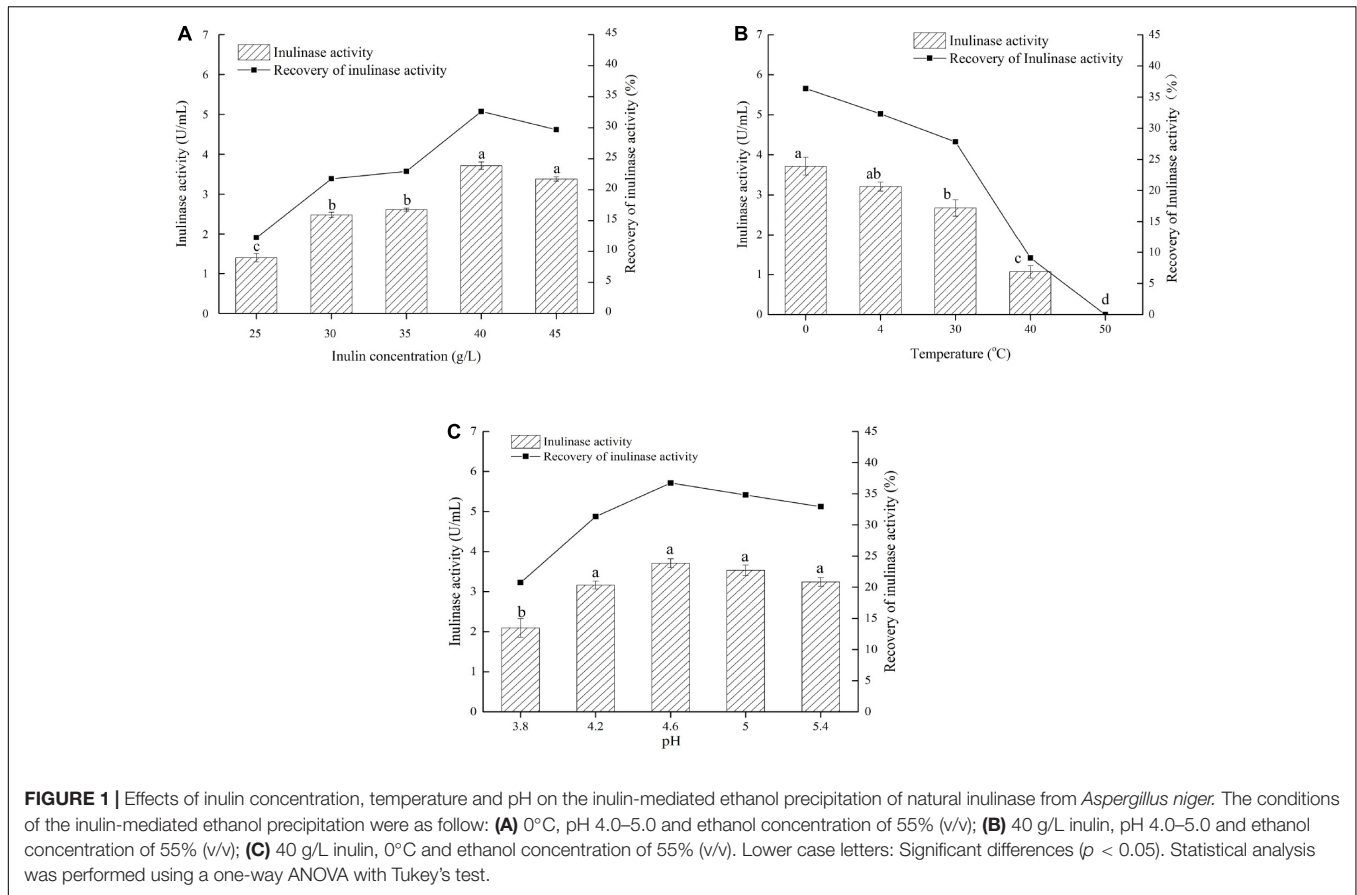 A
Inulinase activity
Recovery of inulinase activity
Inulinase activity (U/mL)
7
6
5
4
3
2
1
0
45
40
35
30
25
20
15
10
5
0
Recovery of inulinase activity (%)
c
b
b
a
a
25 30 35 40 45
Inulin concentration (g/L)
B
Inulinase activity
Recovery of Inulinase activity
Inulinase activity (U/mL)
7
6
5
4
3
2
1
0
45
40
35
30
25
20
15
10
5
0
Recovery of Inulinase activity (%)
a
ab
b
c
d
0 4 30 40 50
Temperature (°C)
C
Inulinase activity
Recovery of inulinase activity
Inulinase activity (U/mL)
7
6
5
4
3
2
1
0
45
40
35
30
25
20
15
10
5
0
Recovery of inulinase activity (%)
b
a
a
a
a
3.8 4.2 4.6 5 5.4
pH
FIGURE 1 | Effects of inulin concentration, temperature and pH on the inulin-mediated ethanol precipitation of natural inulinase from Aspergillus niger. The conditions
of the inulin-mediated ethanol precipitation were as follow: (A) 0°C, pH 4.0–5.0 and ethanol concentration of 55% (v/v); (B) 40 g/L inulin, pH 4.0–5.0 and ethanol
concentration of 55% (v/v); (C) 40 g/L inulin, 0°C and ethanol concentration of 55% (v/v). Lower case letters: Significant differences (p < 0.05). Statistical analysis
was performed using a one-way ANOVA with Tukey's test.